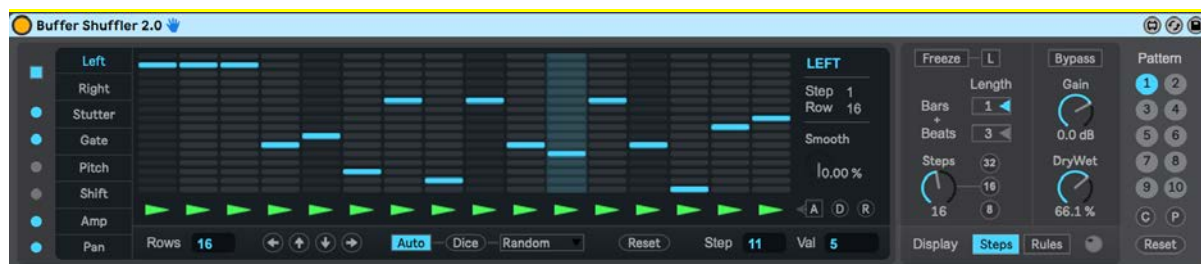 Buffer Shuffler 2.0
Left
Right
Stutter
Gate
Pitch
Shift
Amp
Pan
LEFT
Step 1
Row 16
Smooth
0.00 %
A D R
Rows 16
Auto Dice Random
Reset
Step 11
Val 5
Freeze L
Length
Bars 1
+
Beats 3
Steps
32
16
8
16
Display Steps Rules
Bypass
Gain
0.0 dB
DryWet
66.1 %
Pattern
1 2
3 4
5 6
7 8
9 10
C P
Reset